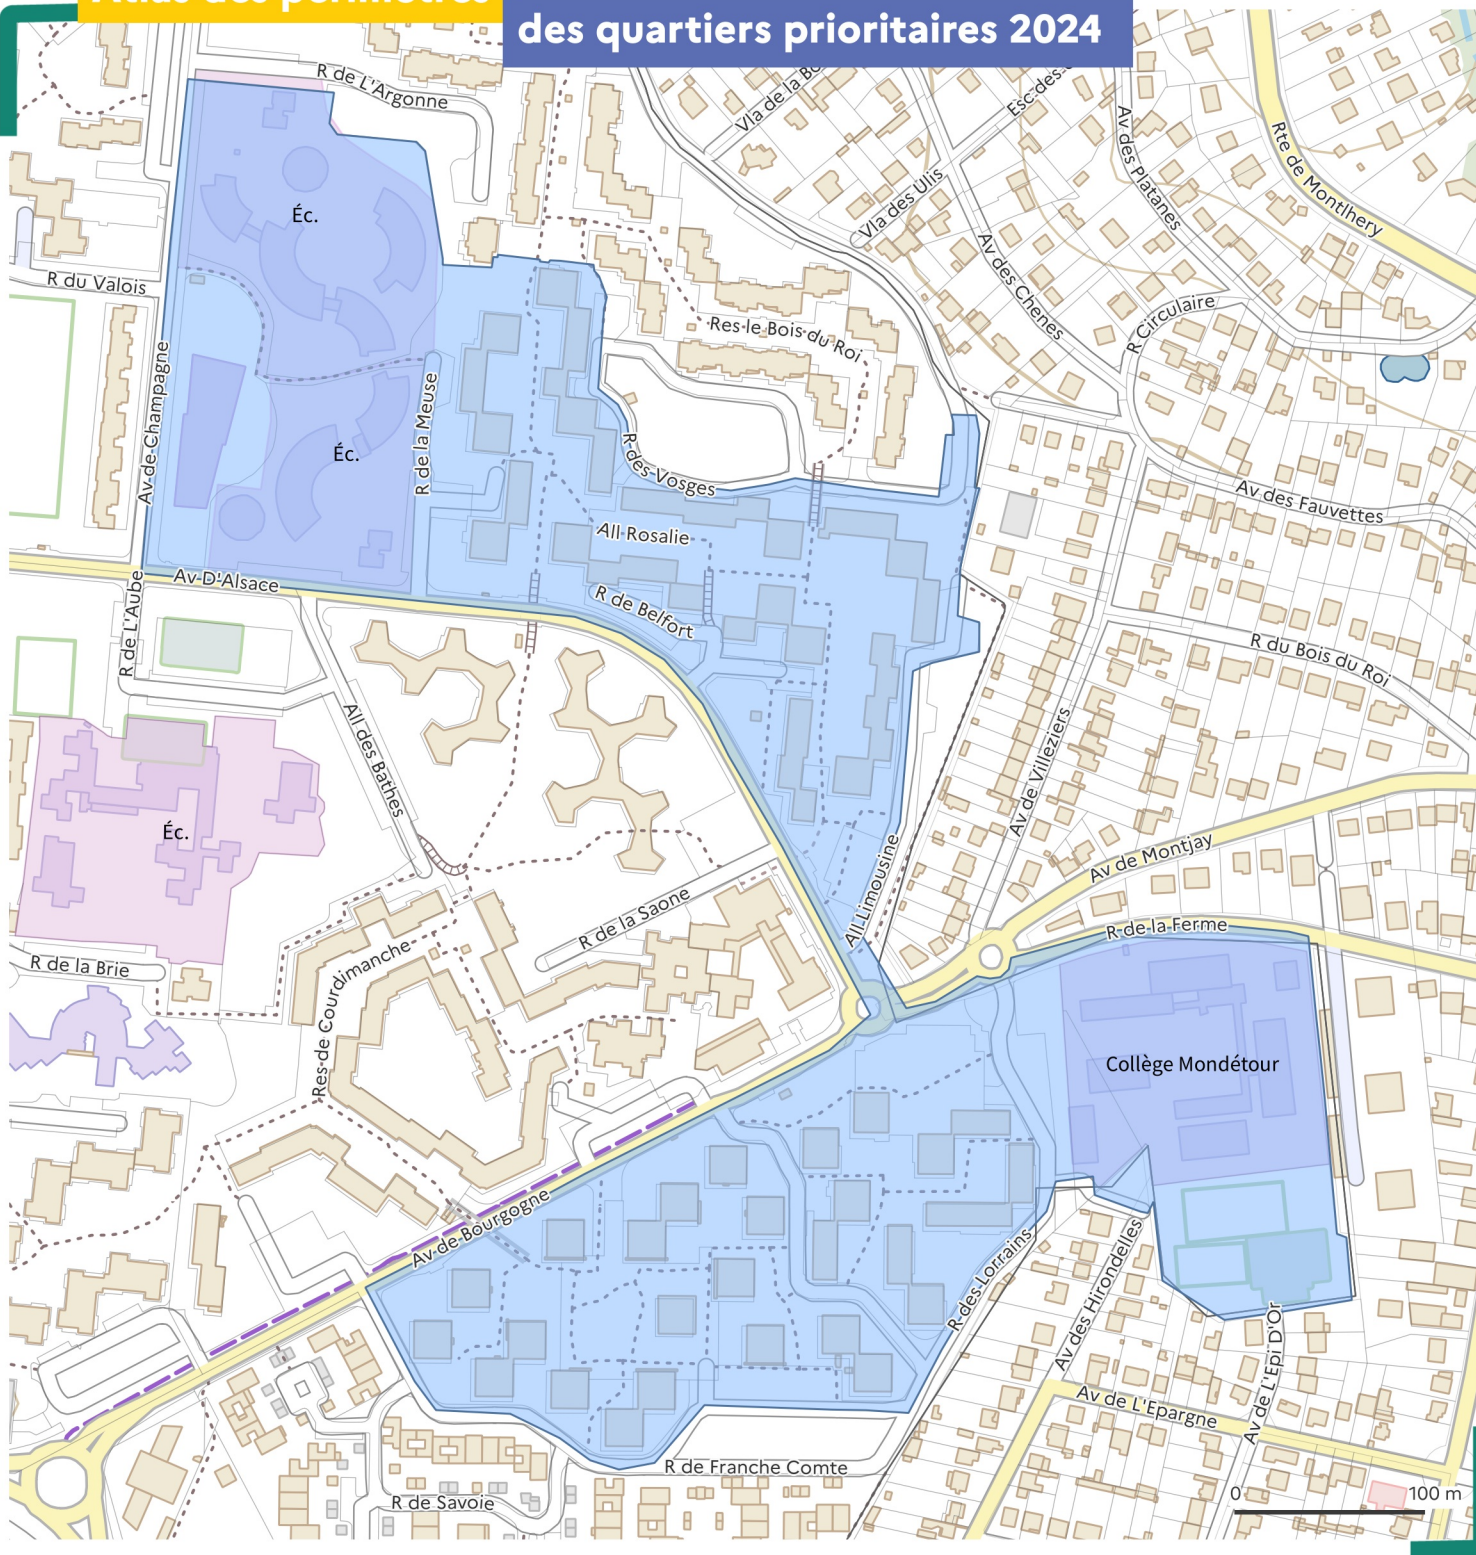 Atlas des périmètres
des quartiers prioritaires 2024
R de L'Argonne
Vla de la
Esc des
Av des Platanes
Rte de Montlhery
Éc.
Vla des Ulis
Av des Chenes
R du Valois
R Circulaire
Res le Bois du Roi
Av de Champagne
R de la Meuse
Éc.
R des Vosges
Av des Fauvettes
All Rosalie
Av D'Alsace
R de L'Aube
R de Belfort
R du Bois du Roi
All des Bathes
Av de Villeziers
Éc.
Av de Montjay
All Limousine
R de la Saone
R de la Ferme
R de la Brie
Res de Courdimanche
Collège Mondétour
Av de Bourgogne
R des Lorrains
Av des Hirondelles
Av de L'Epi D'Or
Av de L'Epargne
R de Franche Comte
R de Savoie
0 100 m